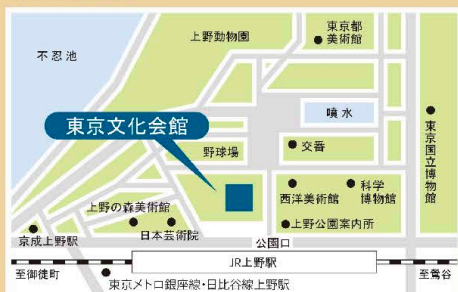 上野動物園
東京都
美術館
不忍池
噴水
東京文化会館
野球場
交番
東京国立博物館
西洋美術館
科学
博物館
上野の森美術館
日本芸術院
上野公園案内所
京成上野駅
公園口
JR上野駅
至御徒町
至鶯谷
東京メトロ銀座線・日比谷線上野駅